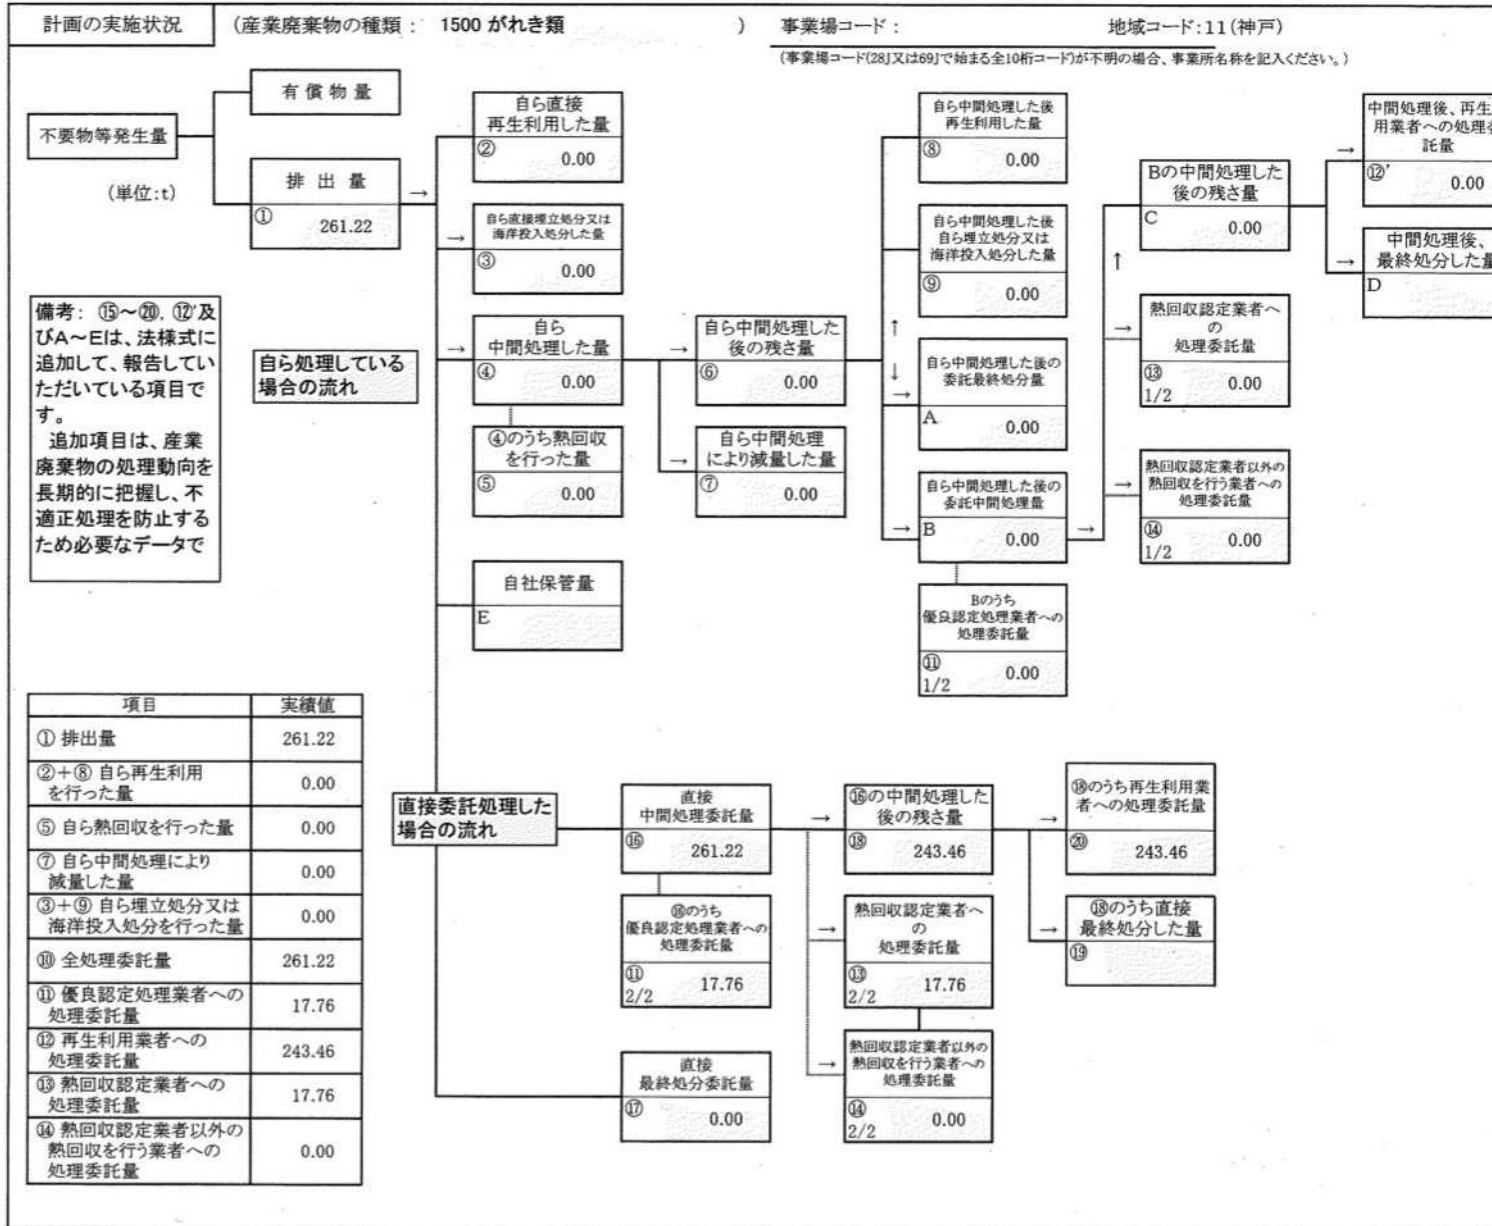 計画の実施状況
（産業廃棄物の種類： 1500 がれき類 ）
事業場コード：
地域コード：11（神戸）
（事業場コード(「28」又は「69」で始まる全10桁コード)が不明の場合、事業所名称を記入ください。）
不要物等発生量
（単位:t）
有償物量
排出量
① 261.22
→
備考： ⑮～⑳, ⑫'及
びA～Eは、法様式に
追加して、報告してい
ただいている項目で
す。
追加項目は、産業
廃棄物の処理動向を
長期的に把握し、不
適正処理を防止する
ため必要なデータで
自ら処理している
場合の流れ
自ら直接
再生利用した量
② 0.00
→
自ら直接埋立処分又は
海洋投入処分した量
③ 0.00
→
自ら
中間処理した量
④ 0.00
④のうち熱回収
を行った量
⑤ 0.00
自社保管量
E
→
自ら中間処理した
後の残さ量
⑥ 0.00
→
自ら中間処理
により減量した量
⑦ 0.00
自ら中間処理した後
再生利用した量
⑧ 0.00
自ら中間処理した後
自ら埋立処分又は
海洋投入処分した量
⑨ 0.00
↑
↓
→
自ら中間処理した後の
委託最終処分量
A 0.00
→
自ら中間処理した後の
委託中間処理量
B 0.00
→
Bのうち
優良認定処理業者への
処理委託量
⑪
1/2 0.00
Bの中間処理した
後の残さ量
C 0.00
↑
→
熱回収認定業者へ
の
処理委託量
⑬
1/2 0.00
→
熱回収認定業者以外の
熱回収を行う業者への
処理委託量
⑭
1/2 0.00
→
中間処理後、再生
用業者への処理委
託量
⑫' 0.00
→
中間処理後、
最終処分した量
D
項目 実績値
① 排出量 261.22
②＋⑧ 自ら再生利用
を行った量 0.00
⑤ 自ら熱回収を行った量 0.00
⑦ 自ら中間処理により
減量した量 0.00
③＋⑨ 自ら埋立処分又は
海洋投入処分を行った量 0.00
⑩ 全処理委託量 261.22
⑪ 優良認定処理業者への
処理委託量 17.76
⑫ 再生利用業者への
処理委託量 243.46
⑬ 熱回収認定業者への
処理委託量 17.76
⑭ 熱回収認定業者以外の
熱回収を行う業者への
処理委託量 0.00
直接委託処理した
場合の流れ
直接
中間処理委託量
⑯ 261.22
⑯のうち
優良認定処理業者への
処理委託量
⑪
2/2 17.76
直接
最終処分委託量
⑰ 0.00
→
⑯の中間処理した
後の残さ量
⑱ 243.46
→
熱回収認定業者へ
の
処理委託量
⑬
2/2 17.76
→
熱回収認定業者以外の
熱回収を行う業者への
処理委託量
⑭
2/2 0.00
→
⑱のうち再生利用業
者への処理委託量
⑳ 243.46
→
⑱のうち直接
最終処分した量
⑲